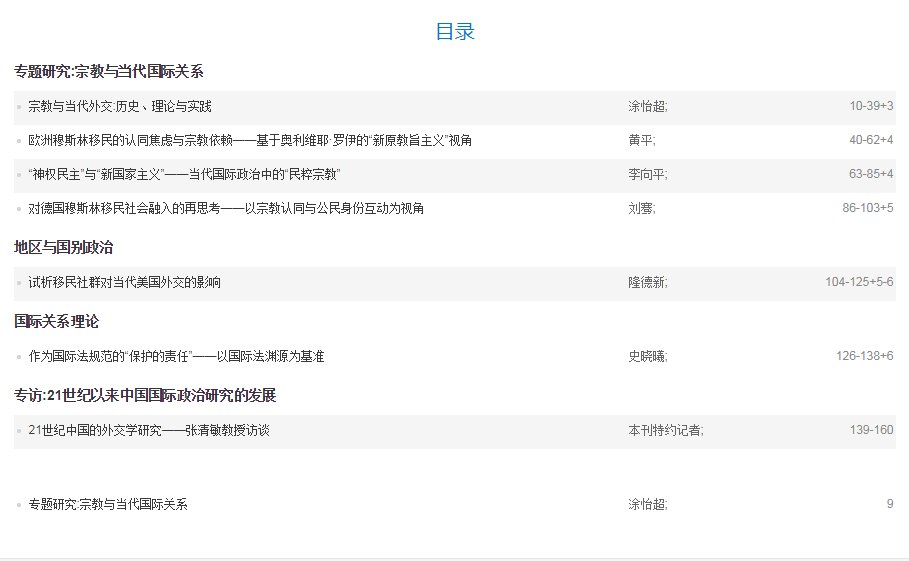 目录
专题研究:宗教与当代国际关系
宗教与当代外交:历史、理论与实践 涂怡超; 10-39+3
欧洲穆斯林移民的认同焦虑与宗教依赖——基于奥利维耶·罗伊的“新原教旨主义”视角 黄平; 40-62+4
“神权民主”与“新国家主义”——当代国际政治中的“民粹宗教” 李向平; 63-85+4
对德国穆斯林移民社会融入的再思考——以宗教认同与公民身份互动为视角 刘骞; 86-103+5
地区与国别政治
试析移民社群对当代美国外交的影响 隆德新; 104-125+5-6
国际关系理论
作为国际法规范的“保护的责任”——以国际法渊源为基准 史晓曦; 126-138+6
专访:21世纪以来中国国际政治研究的发展
21世纪中国的外交学研究——张清敏教授访谈 本刊特约记者; 139-160
专题研究:宗教与当代国际关系 涂怡超; 9